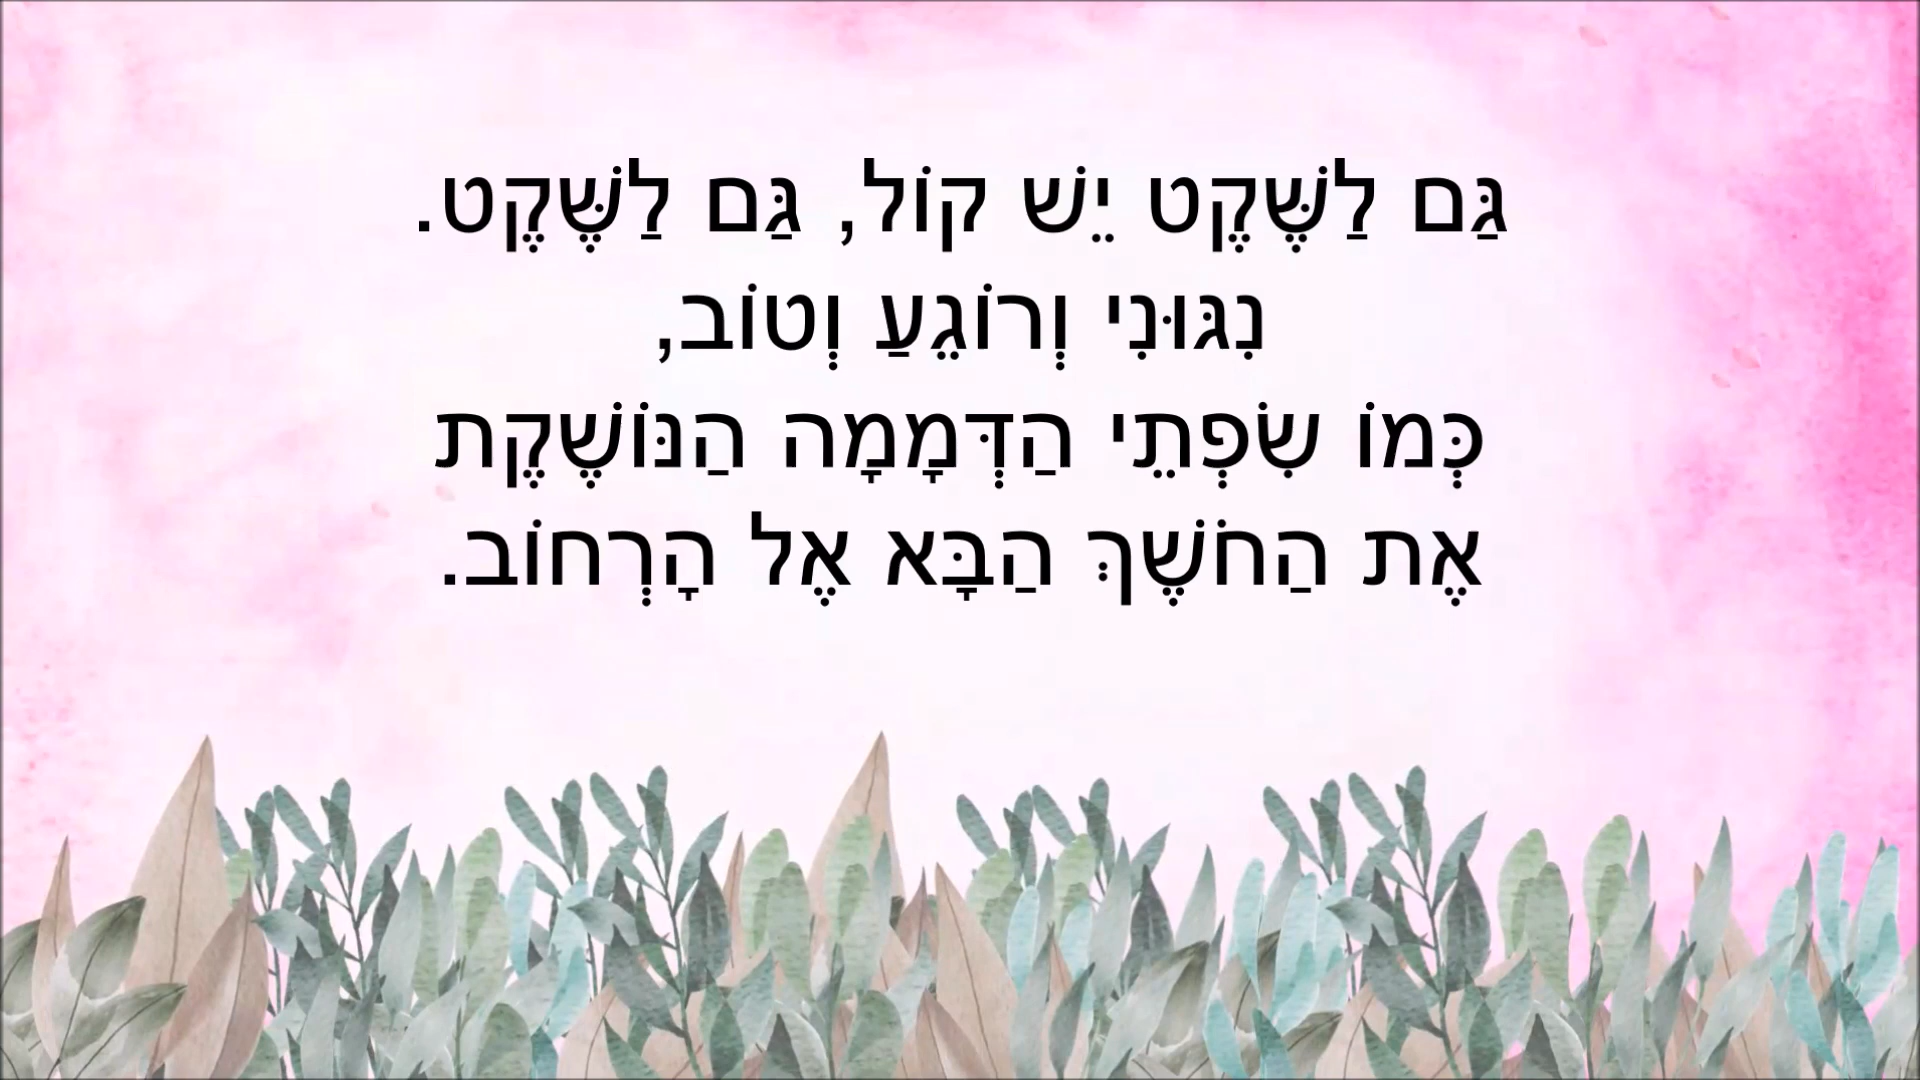 גַּם לַשֶּׁקֶט יֵשׁ קוֹל, גַּם לַשֶּׁקֶט.
נִגּוּנִי וְרוֹגֵעַ וְטוֹב,
כְּמוֹ שִׂפְתֵי הַדְּמָמָה הַנּוֹשֶׁקֶת
אֶת הַחֹשֶׁךְ הַבָּא אֶל הָרְחוֹב.